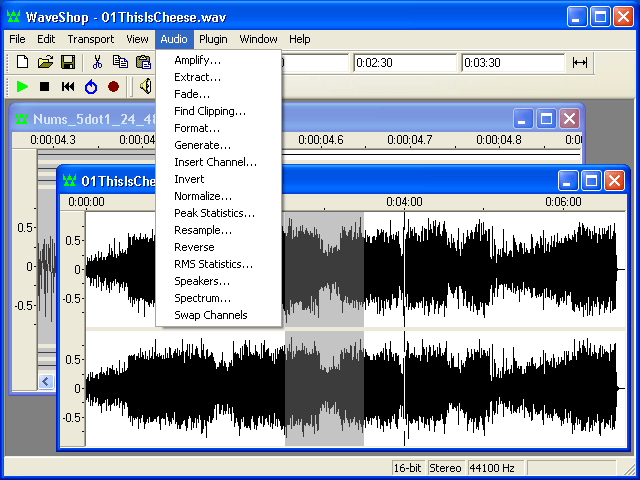 WaveShop - 01ThisIsCheese.wav
File Edit Transport View Audio Plugin Window Help
0:02:30 0:03:30
Amplify...
Extract...
Fade...
Find Clipping...
Format...
Generate...
Insert Channel...
Invert
Normalize...
Peak Statistics...
Resample...
Reverse
RMS Statistics...
Speakers...
Spectrum...
Swap Channels
Nums_5dot1_24_48
0:00:04.3 0:00:04.6 0:00:04.7 0:00:04.8 0:00
0.5
0
-0.5
01ThisIsChee
0:00:00 0:04:00 0:06:00
0.5
0
-0.5
0.5
0
-0.5
16-bit Stereo 44100 Hz